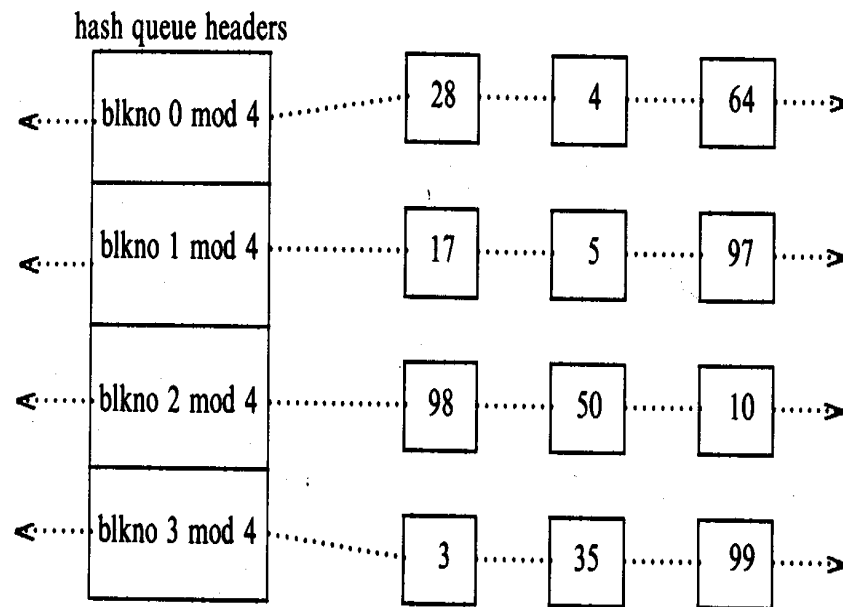 hash queue headers
blkno 0 mod 4 28 4 64
blkno 1 mod 4 17 5 97
blkno 2 mod 4 98 50 10
blkno 3 mod 4 3 35 99